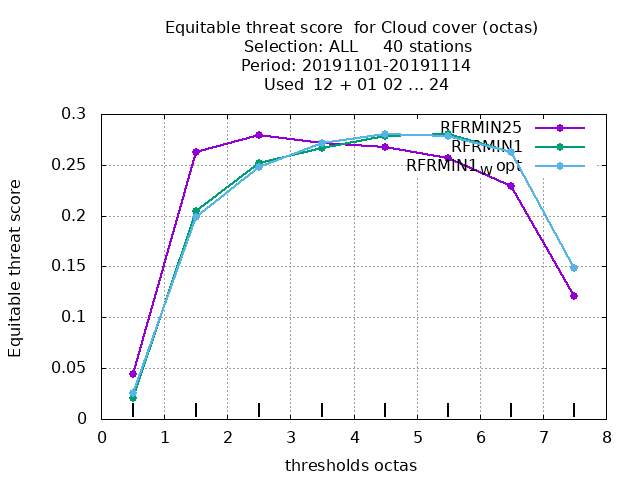 Equitable threat score  for Cloud cover (octas)
Selection: ALL     40 stations
Period: 20191101-20191114
Used  12 + 01 02 ... 24
RFRMIN25
RFRMIN1
RFRMIN1w opt
Equitable threat score
0.3
0.25
0.2
0.15
0.1
0.05
0
0 1 2 3 4 5 6 7 8
thresholds octas